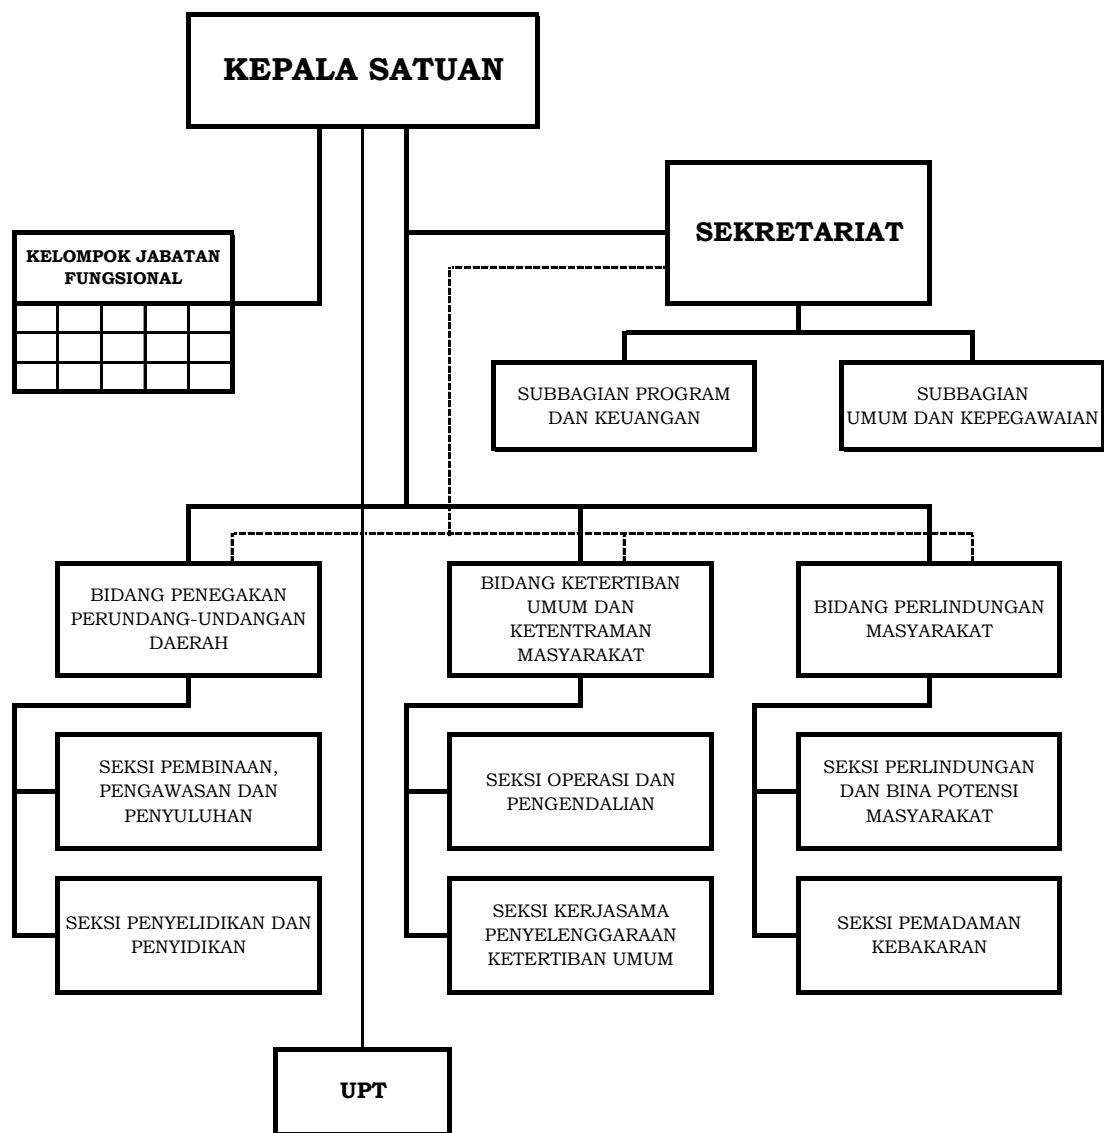 KEPALA SATUAN
SEKRETARIAT
KELOMPOK JABATAN
FUNGSIONAL
SUBBAGIAN PROGRAM
DAN KEUANGAN
SUBBAGIAN
UMUM DAN KEPEGAWAIAN
BIDANG PENEGAKAN
PERUNDANG-UNDANGAN
DAERAH
BIDANG KETERTIBAN
UMUM DAN
KETENTRAMAN
MASYARAKAT
BIDANG PERLINDUNGAN
MASYARAKAT
SEKSI PEMBINAAN,
PENGAWASAN DAN
PENYULUHAN
SEKSI OPERASI DAN
PENGENDALIAN
SEKSI PERLINDUNGAN
DAN BINA POTENSI
MASYARAKAT
SEKSI PENYELIDIKAN DAN
PENYIDIKAN
SEKSI KERJASAMA
PENYELENGGARAAN
KETERTIBAN UMUM
SEKSI PEMADAMAN
KEBAKARAN
UPT